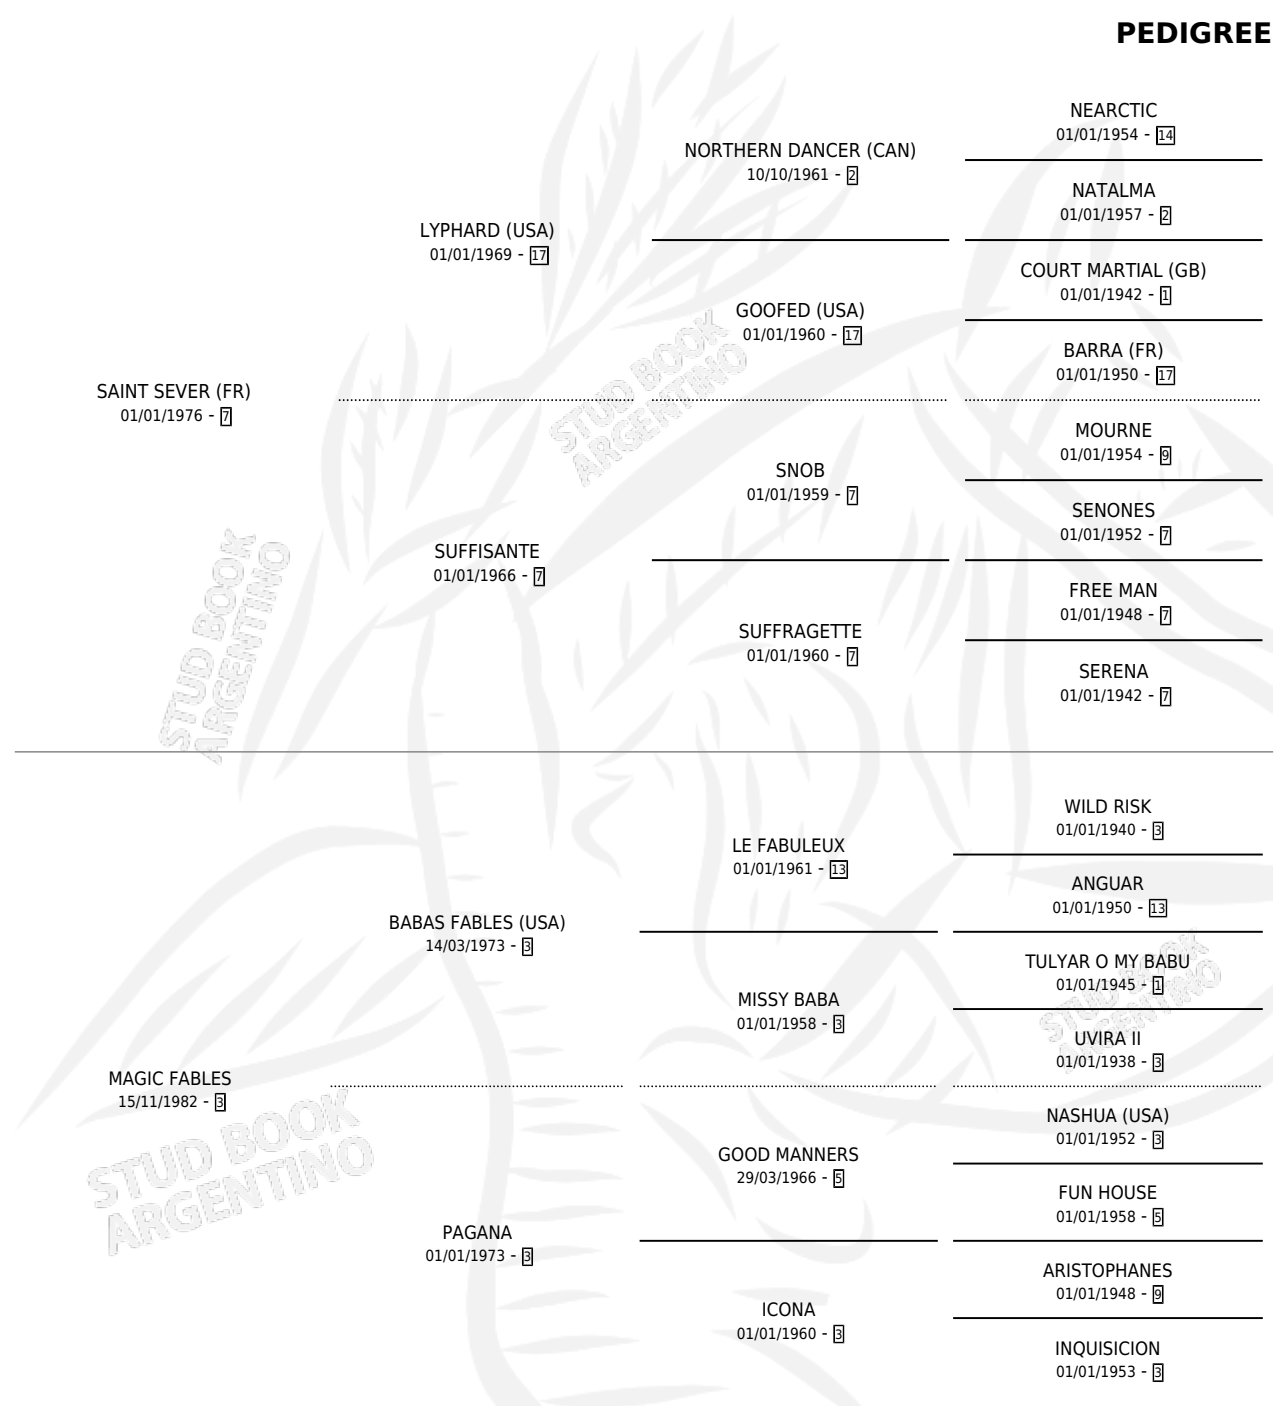 PEDIGREE
NEARCTIC
01/01/1954 - 14
NORTHERN DANCER (CAN)
10/10/1961 - 2
NATALMA
01/01/1957 - 2
LYPHARD (USA)
01/01/1969 - 17
COURT MARTIAL (GB)
01/01/1942 - 1
GOOFED (USA)
01/01/1960 - 17
BARRA (FR)
01/01/1950 - 17
SAINT SEVER (FR)
01/01/1976 - 7
MOURNE
01/01/1954 - 9
SNOB
01/01/1959 - 7
SENONES
01/01/1952 - 7
SUFFISANTE
01/01/1966 - 7
FREE MAN
01/01/1948 - 7
SUFFRAGETTE
01/01/1960 - 7
SERENA
01/01/1942 - 7
STUD BOOK
ARGENTINO
STUD BOOK
ARGENTINO
WILD RISK
01/01/1940 - 3
LE FABULEUX
01/01/1961 - 13
ANGUAR
01/01/1950 - 13
BABAS FABLES (USA)
14/03/1973 - 3
TULYAR O MY BABU
01/01/1945 - 1
MISSY BABA
01/01/1958 - 3
UVIRA II
01/01/1938 - 3
MAGIC FABLES
15/11/1982 - 3
NASHUA (USA)
01/01/1952 - 3
GOOD MANNERS
29/03/1966 - 5
FUN HOUSE
01/01/1958 - 5
PAGANA
01/01/1973 - 3
ARISTOPHANES
01/01/1948 - 9
ICONA
01/01/1960 - 3
INQUISICION
01/01/1953 - 3
STUD BOOK
ARGENTINO
STUD BOOK
ARGENTINO